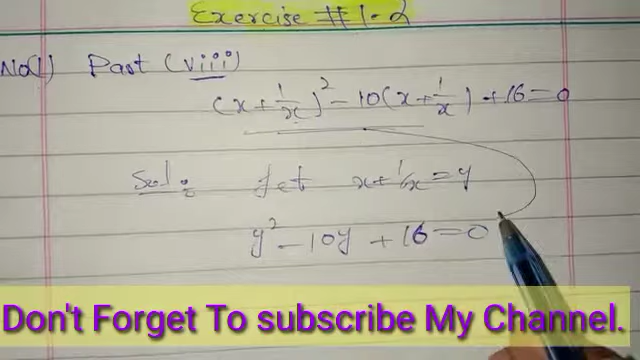 Exercise #1-2
No(1) Part (viii)
(x + 1/x)² - 10(x + 1/x) + 16 = 0
Sol: Let x + 1/x = y
y² - 10y + 16 = 0
Don't Forget To subscribe My Channel.